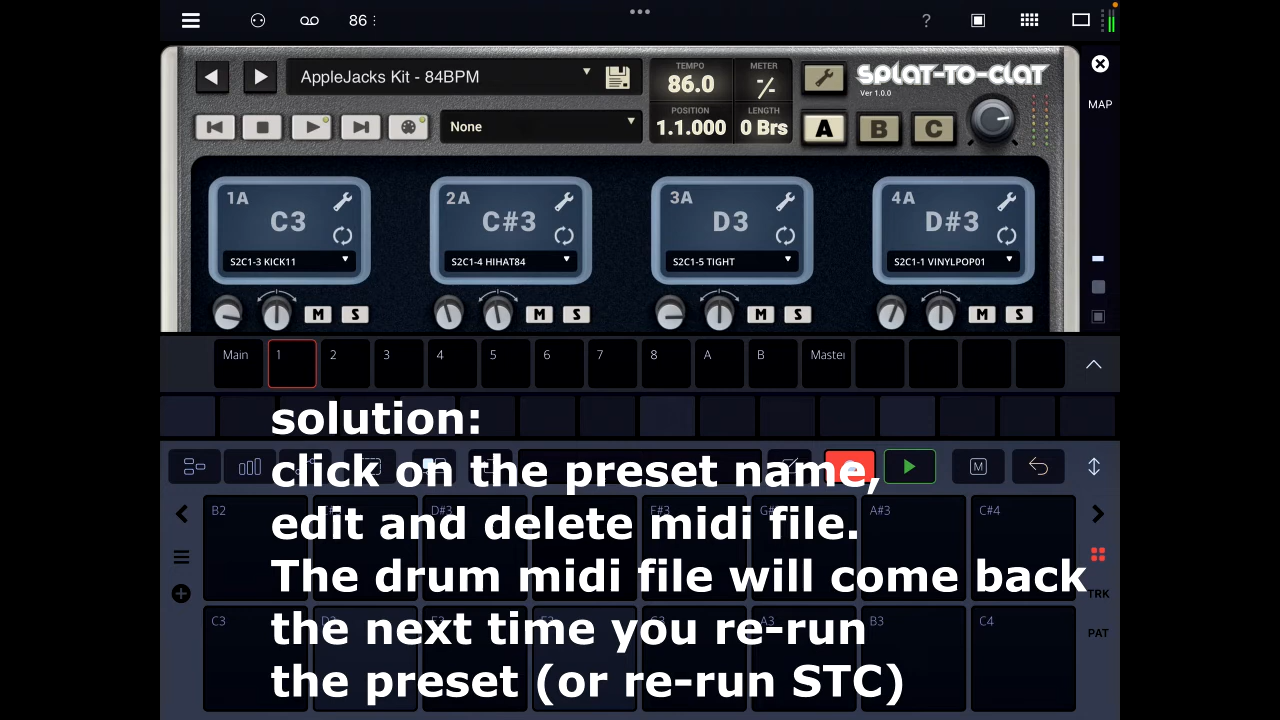 86
?
AppleJacks Kit - 84BPM
TEMPO
86.0
METER
-/-
POSITION
1.1.000
LENGTH
0 Brs
SPLAT-TO-CLAT
Ver 1.0.0
MAP
None
A
B
C
1A
C3
S2C1-3 KICK11
2A
C#3
S2C1-4 HIHAT84
3A
D3
S2C1-5 TIGHT
4A
D#3
S2C1-1 VINYLPOP01
M S
M S
M S
M S
Main
1
2
3
4
5
6
7
8
A
B
Master
solution:
click on the preset name,
edit and delete midi file.
The drum midi file will come back
the next time you re-run
the preset (or re-run STC)
M
B2
D#3
F#3
A#3
C#4
TRK
C3
A3
B3
C4
PAT